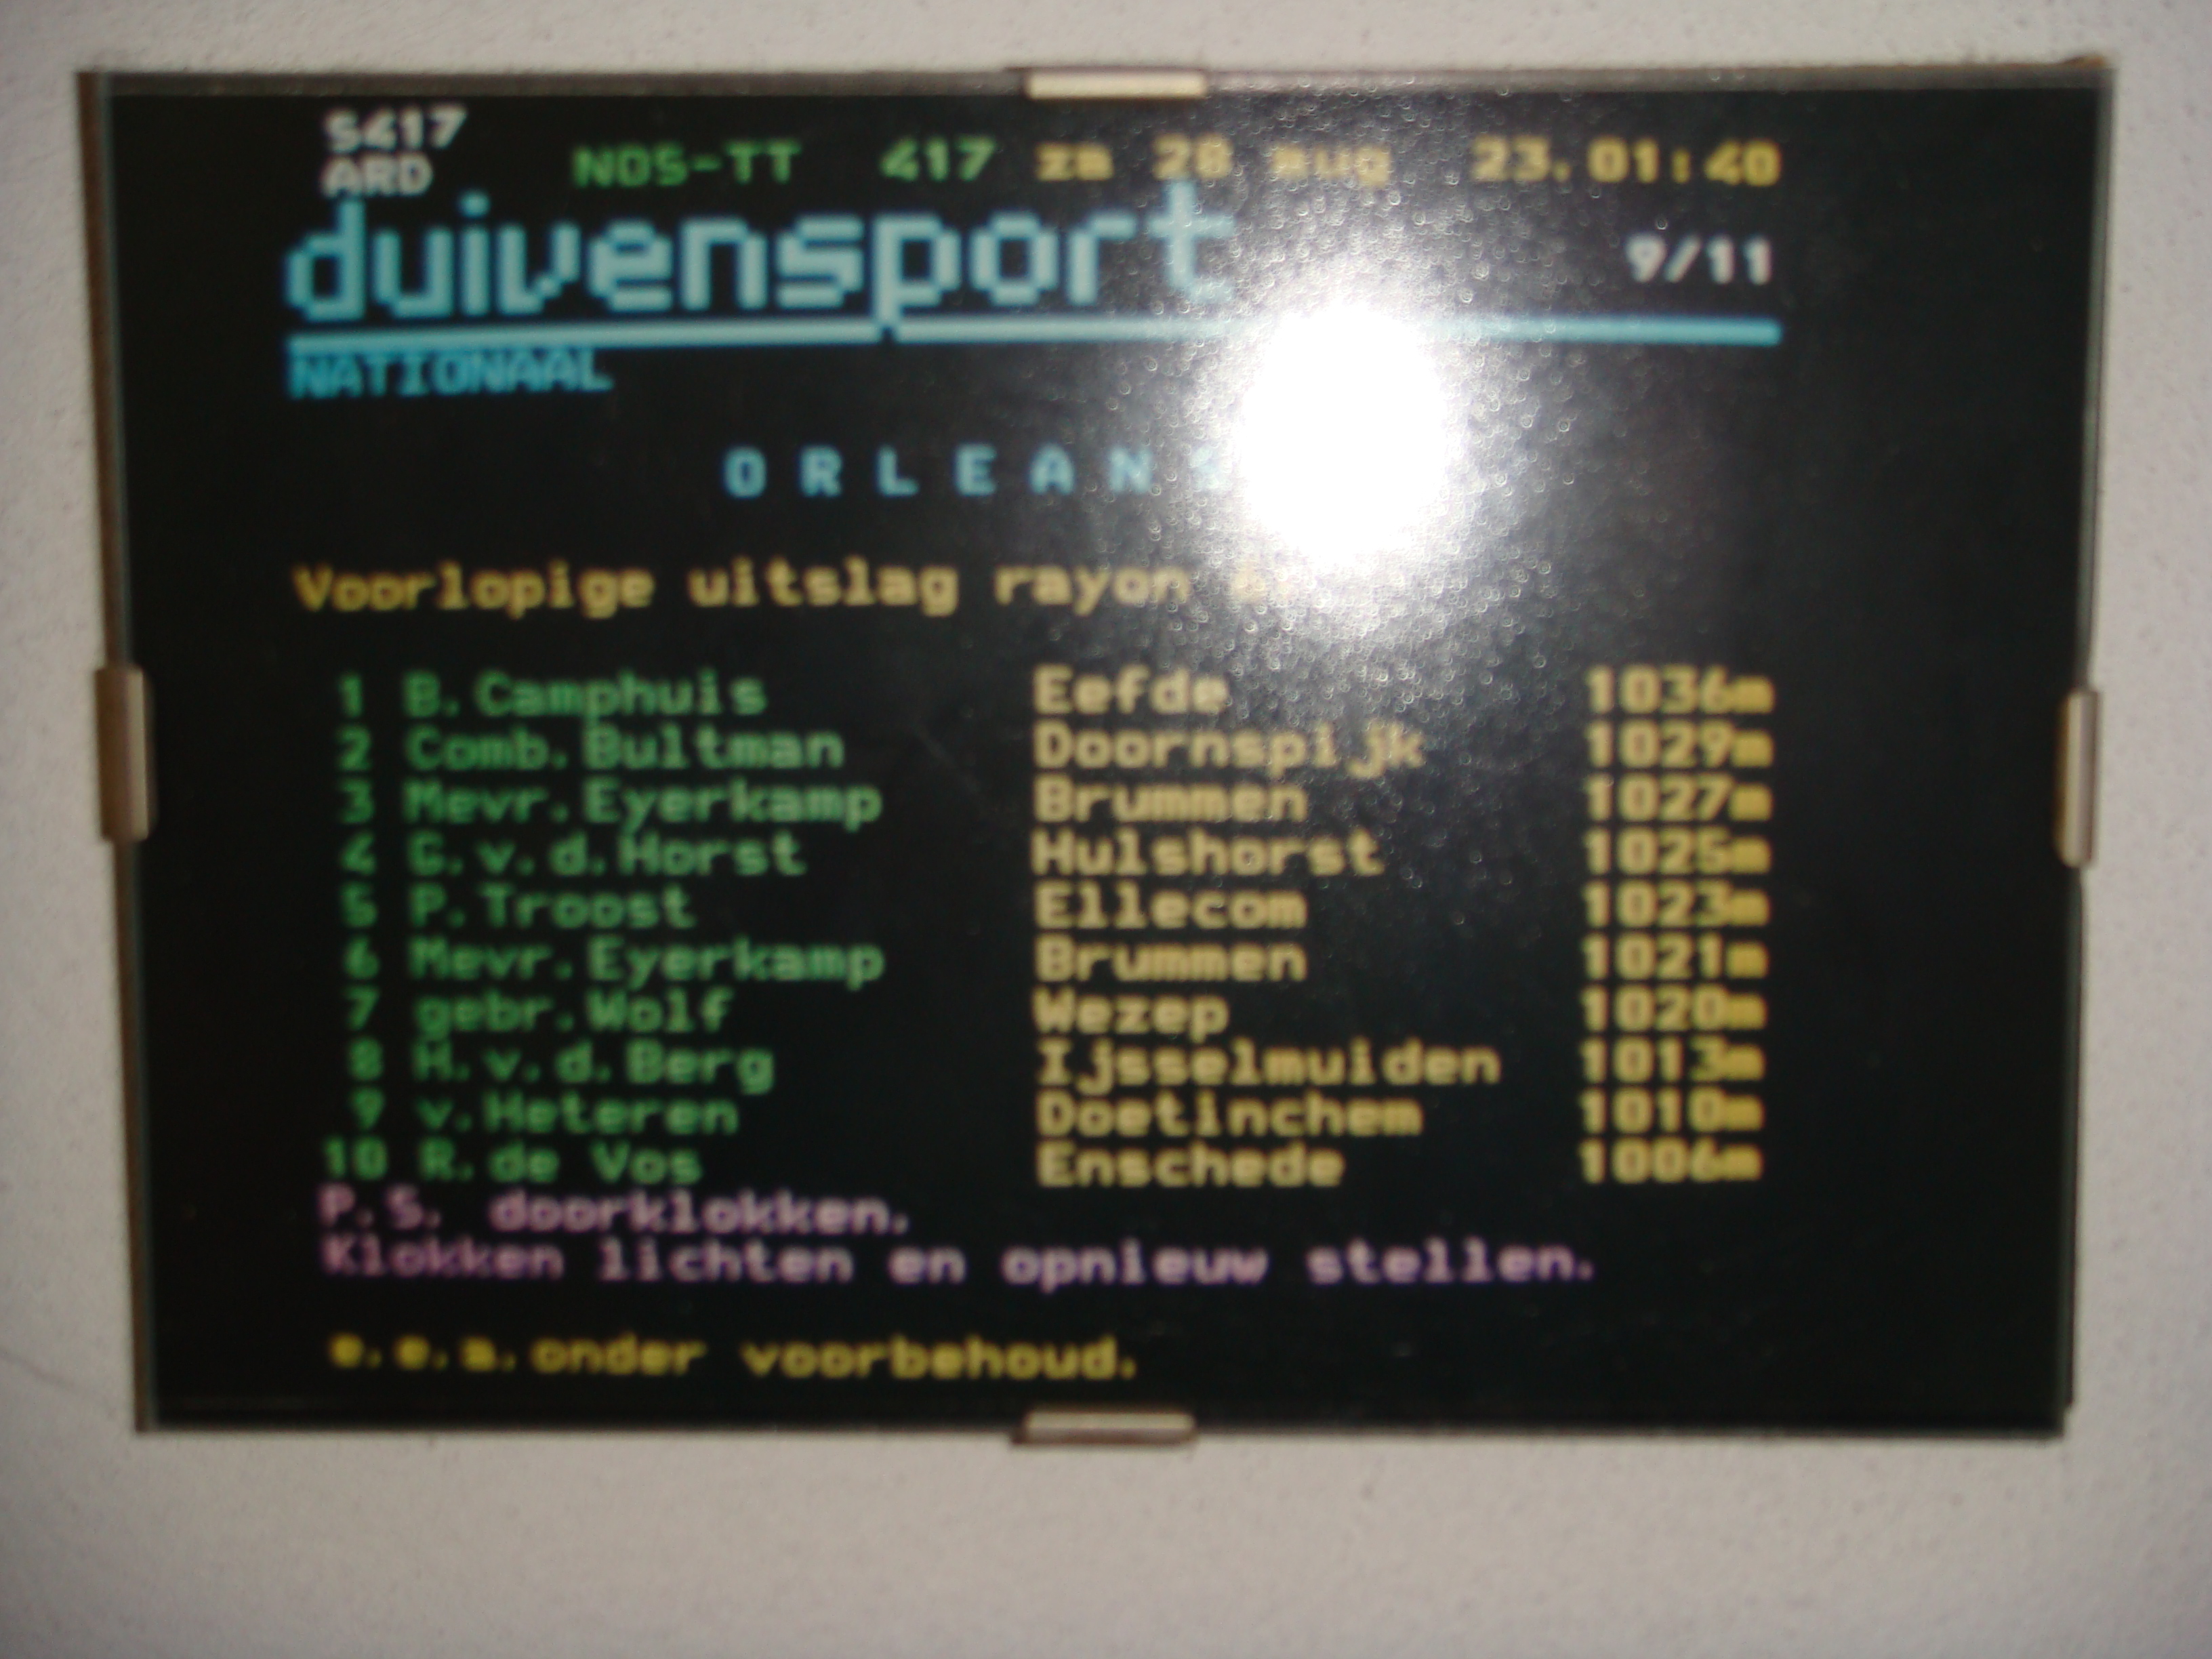 S417
ARD NOS-TT 417 za 28 aug 23.01:40
duivensport 9/11
NATIONAAL
ORLEANS
Voorlopige uitslag rayon
1 B.Camphuis Eefde 1036m
2 Comb.Bultman Doornspijk 1029m
3 Mevr.Eyerkamp Brummen 1027m
4 G.v.d.Horst Hulshorst 1025m
5 P.Troost Ellecom 1023m
6 Mevr.Eyerkamp Brummen 1021m
7 gebr.Wolf Wezep 1020m
8 H.v.d.Berg Ijsselmuiden 1013m
9 v.Heteren Doetinchem 1010m
10 R.de Vos Enschede 1006m
P.S. doorklokken.
Klokken lichten en opnieuw stellen.
e.e.a.onder voorbehoud.